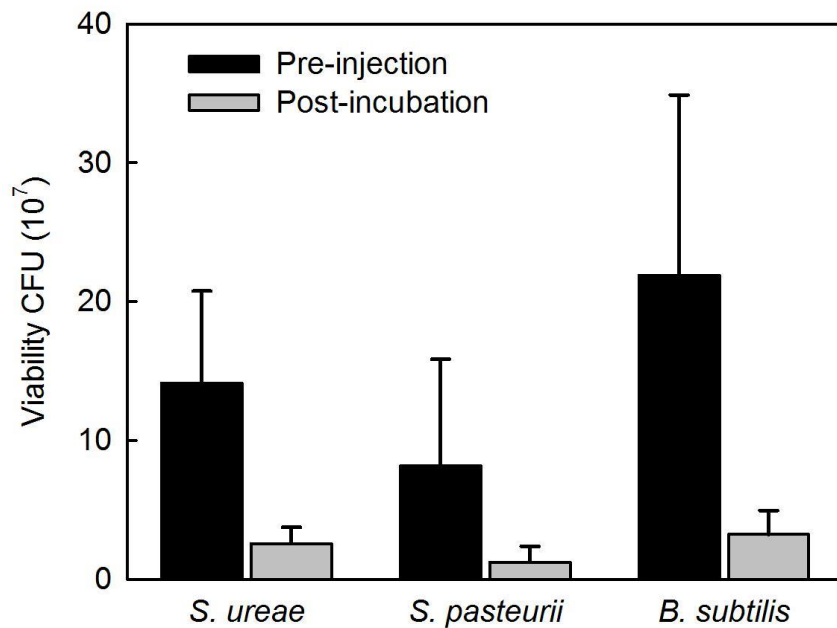 40
30
20
10
0
Viability CFU (10⁷)
Pre-injection
Post-incubation
S. ureae
S. pasteurii
B. subtilis